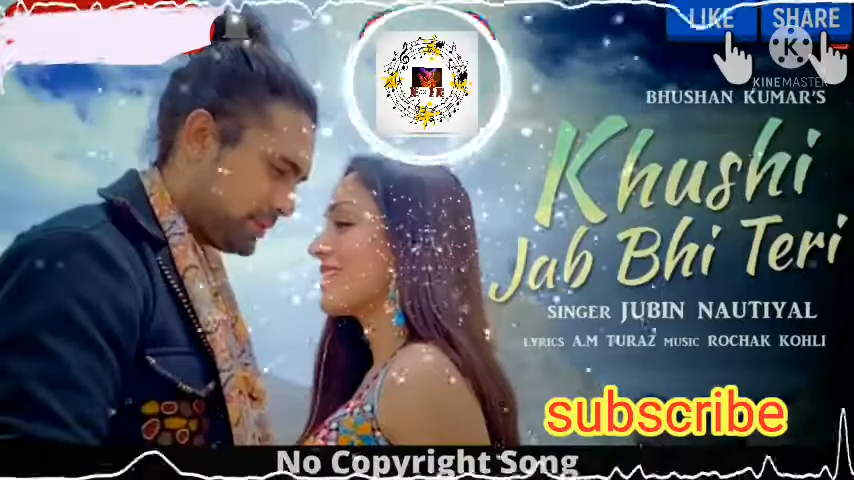 LIKE
SHARE
K
KINEMASTER
BHUSHAN KUMAR'S
Khushi
Jab Bhi Teri
SINGER JUBIN NAUTIYAL
LYRICS A.M TURAZ MUSIC ROCHAK KOHLI
subscribe
No Copyright Song